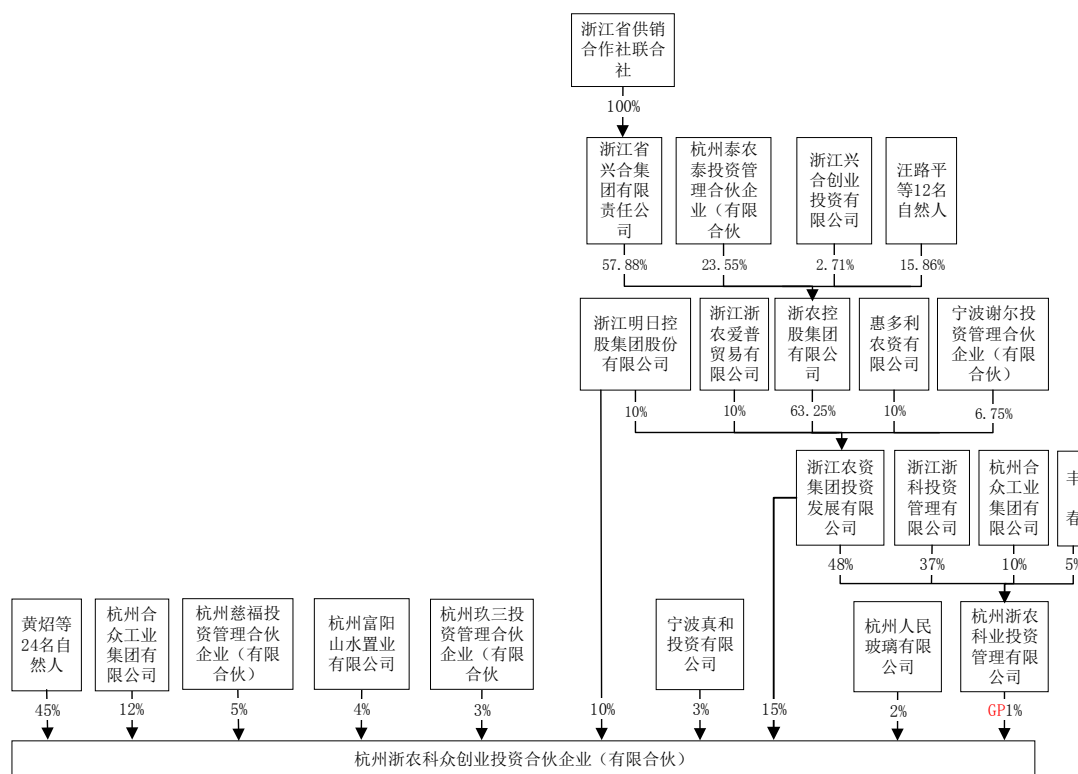 浙江省供销
合作社联合
社
100%
浙江省
兴合集
团有限
责任公
司
杭州泰农
泰投资管
理合伙企
业（有限
合伙
浙江兴
合创业
投资有
限公司
汪路平
等12名
自然人
57.88%
23.55%
2.71%
15.86%
浙江明日控
股集团股份
有限公司
浙江浙
农爱普
贸易有
限公司
浙农控
股集团
有限公
司
惠多利
农资有
限公司
宁波谢尔投
资管理合伙
企业（有限
合伙）
10%
10%
63.25%
10%
6.75%
浙江农资
集团投资
发展有限
公司
浙江浙
科投资
管理有
限公司
杭州合
众工业
集团有
限公司
丰
春
48%
37%
10%
5%
黄炤等
24名自
然人
杭州合
众工业
集团有
限公司
杭州慈福投
资管理合伙
企业（有限
合伙）
杭州富阳
山水置业
有限公司
杭州玖三投
资管理合伙
企业（有限
合伙
宁波真和
投资有限
公司
杭州人民
玻璃有限
公司
杭州浙农
科业投资
管理有限
公司
45%
12%
5%
4%
3%
10%
3%
15%
2%
GP1%
杭州浙农科众创业投资合伙企业（有限合伙）